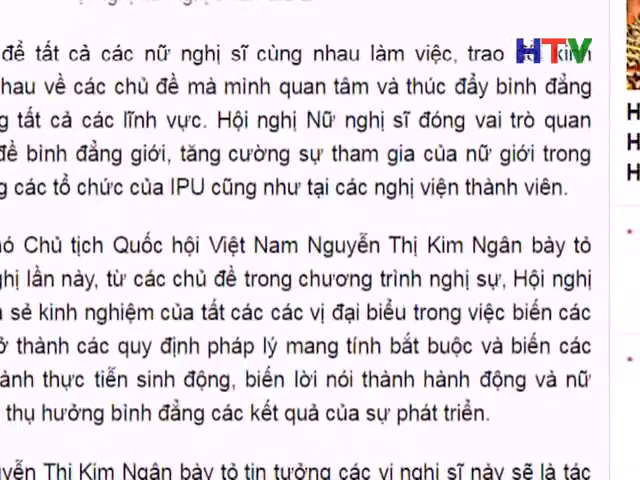 để tất cả các nữ nghị sĩ cùng nhau làm việc, trao
HTV
hau về các chủ đề mà mình quan tâm và thúc đẩy bình đẳng
g tất cả các lĩnh vực. Hội nghị Nữ nghị sĩ đóng vai trò quan
đề bình đẳng giới, tăng cường sự tham gia của nữ giới trong
g các tổ chức của IPU cũng như tại các nghị viện thành viên.
ó Chủ tịch Quốc hội Việt Nam Nguyễn Thị Kim Ngân bày tỏ
ghị lần này, từ các chủ đề trong chương trình nghị sự, Hội nghị
sẻ kinh nghiệm của tất các các vị đại biểu trong việc biến các
ở thành các quy định pháp lý mang tính bắt buộc và biến các
ành thực tiễn sinh động, biến lời nói thành hành động và nữ
thụ hưởng bình đẳng các kết quả của sự phát triển.
uyễn Thị Kim Ngân bày tỏ tin tưởng các vị nghị sĩ này sẽ là tác
H
H
H